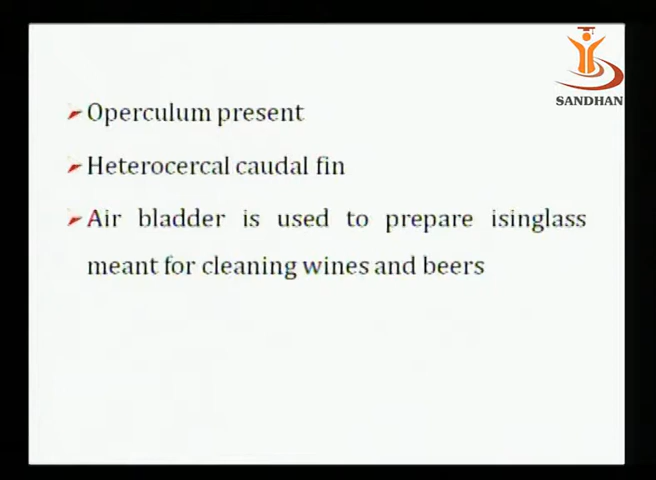 SANDHAN
Operculum present
Heterocercal caudal fin
Air bladder is used to prepare isinglass
meant for cleaning wines and beers